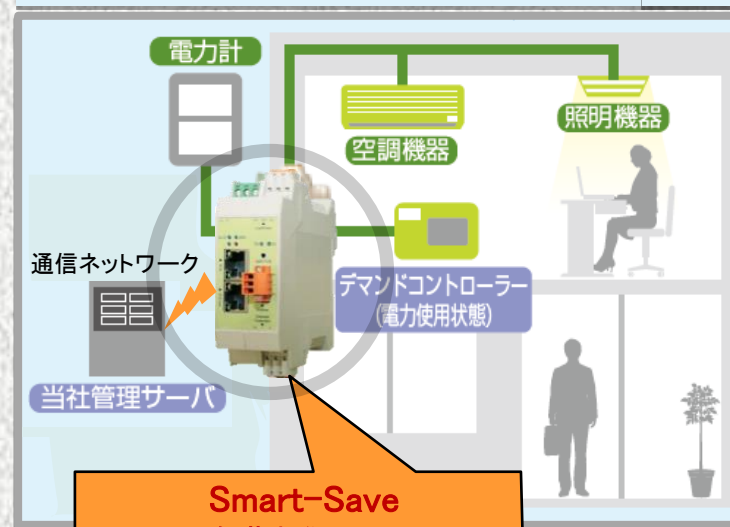 電力計
空調機器
照明機器
通信ネットワーク
デマンドコントローラー
(電力使用状態)
当社管理サーバ
Smart-Save